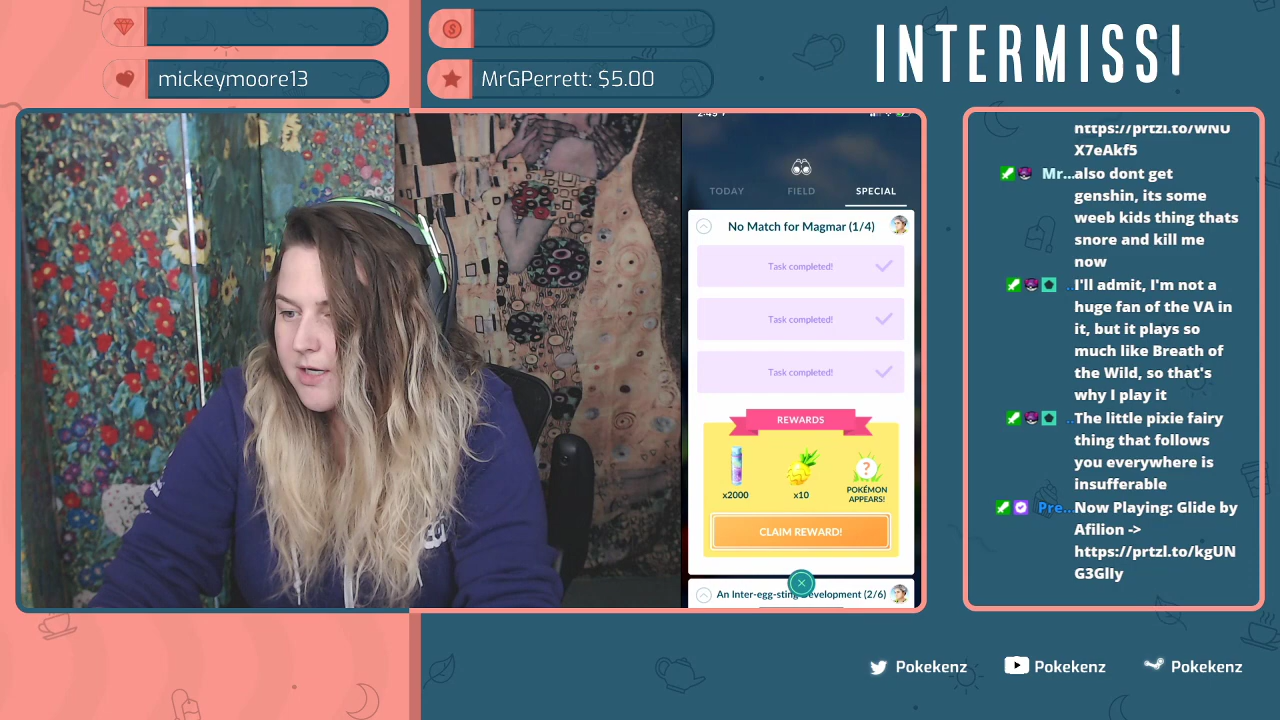 mickeymoore13
MrGPerrett: $5.00
INTERMISSI
TODAY
FIELD
SPECIAL
No Match for Magmar (1/4)
Task completed!
Task completed!
Task completed!
REWARDS
x2000
x10
POKÉMON
APPEARS!
CLAIM REWARD!
An Inter-egg-sting Development (2/6)
https://prtzl.to/wNU
X7eAkf5
Mr...also dont get
genshin, its some
weeb kids thing thats
snore and kill me
now
..I'll admit, I'm not a
huge fan of the VA in
it, but it plays so
much like Breath of
the Wild, so that's
why I play it
..The little pixie fairy
thing that follows
you everywhere is
insufferable
Pre...Now Playing: Glide by
Afilion ->
https://prtzl.to/kgUN
G3Glly
Pokekenz
Pokekenz
Pokekenz